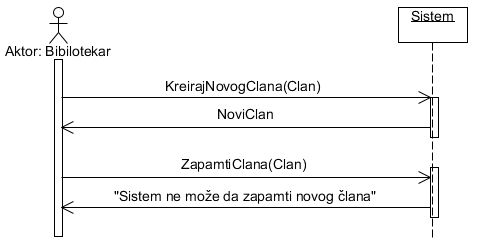 Sistem
Aktor: Bibilotekar
KreirajNovogClana(Clan)
NoviClan
ZapamtiClana(Clan)
"Sistem ne može da zapamti novog člana"